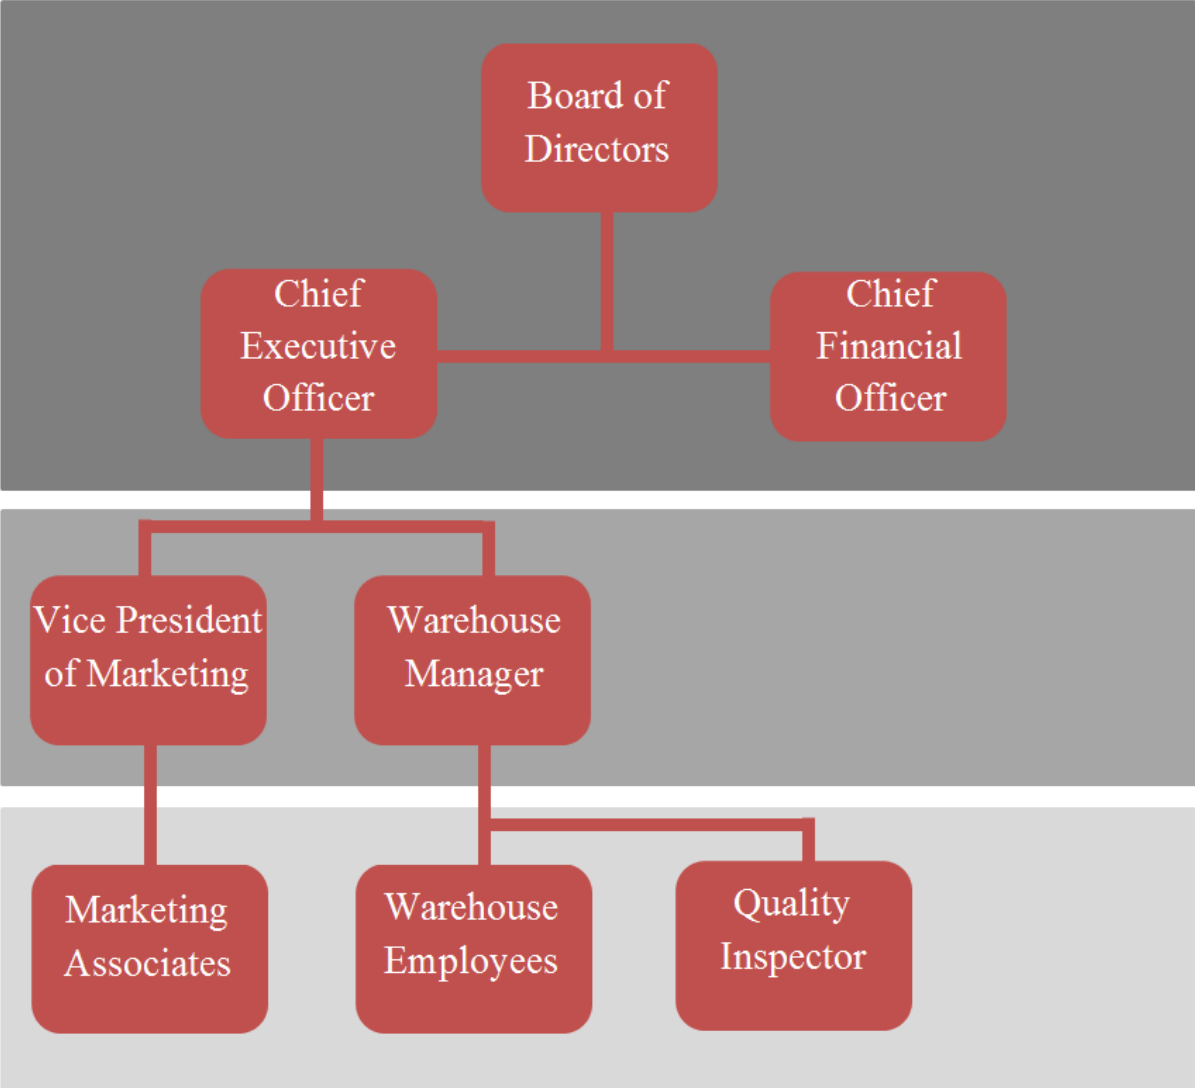 Board of
Directors
Chief
Executive
Officer
Chief
Financial
Officer
Vice President
of Marketing
Warehouse
Manager
Marketing
Associates
Warehouse
Employees
Quality
Inspector